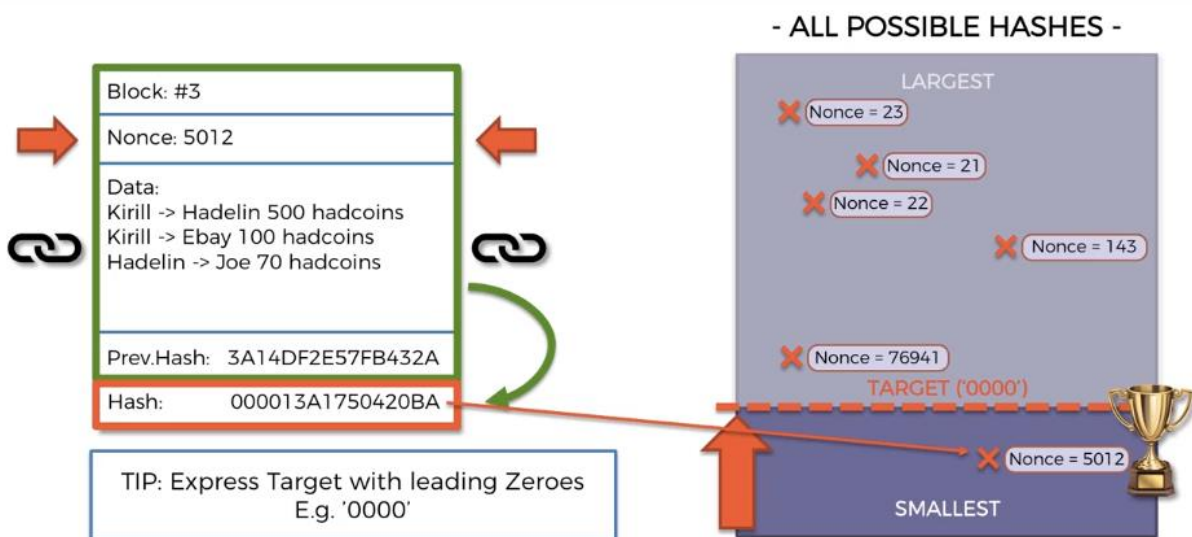 - ALL POSSIBLE HASHES -
Block: #3
Nonce: 5012
Data:
Kirill -> Hadelin 500 hadcoins
Kirill -> Ebay 100 hadcoins
Hadelin -> Joe 70 hadcoins
Prev.Hash: 3A14DF2E57FB432A
Hash: 000013A1750420BA
TIP: Express Target with leading Zeroes
E.g. '0000'
LARGEST
Nonce = 23
Nonce = 21
Nonce = 22
Nonce = 143
Nonce = 76941
TARGET ('0000')
Nonce = 5012
SMALLEST